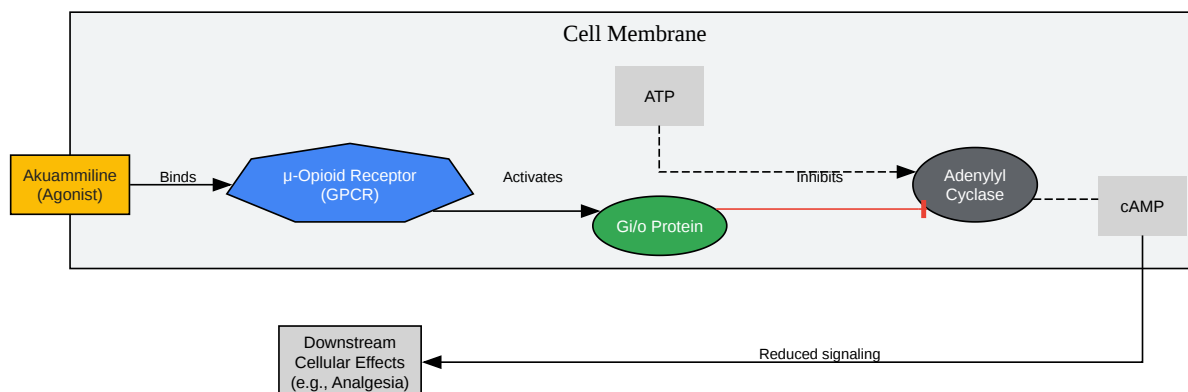 Cell Membrane
ATP
Akuammiline
(Agonist)
Binds
μ-Opioid Receptor
(GPCR)
Activates
Gi/o Protein
Inhibits
Adenylyl
Cyclase
cAMP
Downstream
Cellular Effects
(e.g., Analgesia)
Reduced signaling